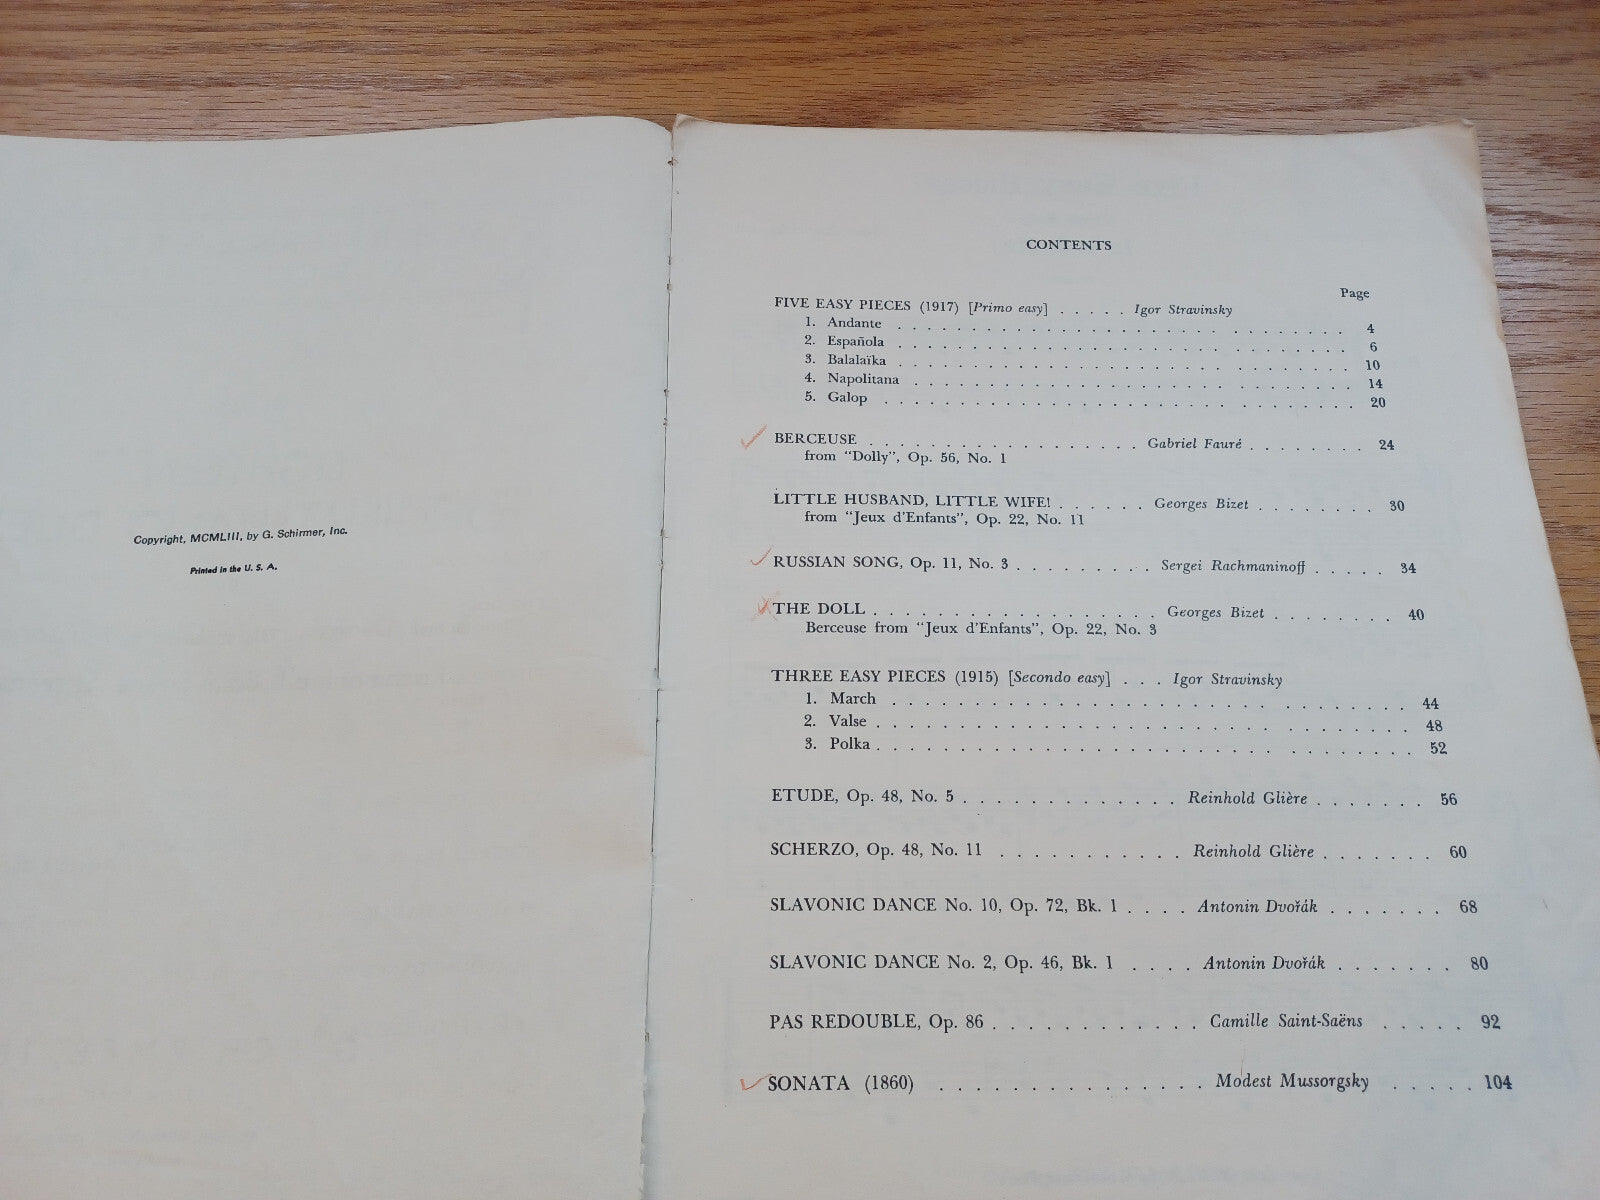 Copyright, MCMLIII, by G. Schirmer, Inc.
Printed in the U. S. A.
CONTENTS
Page
FIVE EASY PIECES (1917) [Primo easy] . . . . . Igor Stravinsky
1. Andante . . . . . . . . . . . . . . . . . . . . . . . . . . 4
2. Española . . . . . . . . . . . . . . . . . . . . . . . . . . 6
3. Balalaïka . . . . . . . . . . . . . . . . . . . . . . . . . . 10
4. Napolitana . . . . . . . . . . . . . . . . . . . . . . . . . 14
5. Galop . . . . . . . . . . . . . . . . . . . . . . . . . . . 20
BERCEUSE . . . . . . . . . . . . . . . . . Gabriel Fauré . . . . . . . . 24
from "Dolly", Op. 56, No. 1
LITTLE HUSBAND, LITTLE WIFE! . . . . . . Georges Bizet . . . . . . . . 30
from "Jeux d'Enfants", Op. 22, No. 11
RUSSIAN SONG, Op. 11, No. 3 . . . . . . . . . Sergei Rachmaninoff . . . . . 34
THE DOLL . . . . . . . . . . . . . . . . . Georges Bizet . . . . . . . . 40
Berceuse from "Jeux d'Enfants", Op. 22, No. 3
THREE EASY PIECES (1915) [Secondo easy] . . . Igor Stravinsky
1. March . . . . . . . . . . . . . . . . . . . . . . . . . . . 44
2. Valse . . . . . . . . . . . . . . . . . . . . . . . . . . . 48
3. Polka . . . . . . . . . . . . . . . . . . . . . . . . . . . 52
ETUDE, Op. 48, No. 5 . . . . . . . . . . . . Reinhold Glière . . . . . . 56
SCHERZO, Op. 48, No. 11 . . . . . . . . . . . Reinhold Glière . . . . . . . 60
SLAVONIC DANCE No. 10, Op. 72, Bk. 1 . . . . Antonin Dvořák . . . . . . . 68
SLAVONIC DANCE No. 2, Op. 46, Bk. 1 . . . . Antonin Dvořák . . . . . . . 80
PAS REDOUBLE, Op. 86 . . . . . . . . . . . . Camille Saint-Saëns . . . . . 92
SONATA (1860) . . . . . . . . . . . . . . . Modest Mussorgsky . . . . . 104